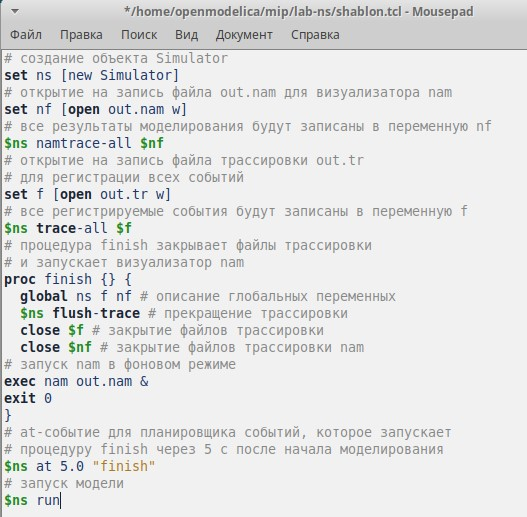 */home/openmodelica/mip/lab-ns/shablon.tcl - Mousepad
Файл Правка Поиск Вид Документ Справка
# создание объекта Simulator
set ns [new Simulator]
# открытие на запись файла out.nam для визуализатора nam
set nf [open out.nam w]
# все результаты моделирования будут записаны в переменную nf
$ns namtrace-all $nf
# открытие на запись файла трассировки out.tr
# для регистрации всех событий
set f [open out.tr w]
# все регистрируемые события будут записаны в переменную f
$ns trace-all $f
# процедура finish закрывает файлы трассировки
# и запускает визуализатор nam
proc finish {} {
  global ns f nf # описание глобальных переменных
  $ns flush-trace # прекращение трассировки
  close $f # закрытие файлов трассировки
  close $nf # закрытие файлов трассировки nam
# запуск nam в фоновом режиме
exec nam out.nam &
exit 0
}
# at-событие для планировщика событий, которое запускает
# процедуру finish через 5 с после начала моделирования
$ns at 5.0 "finish"
# запуск модели
$ns run